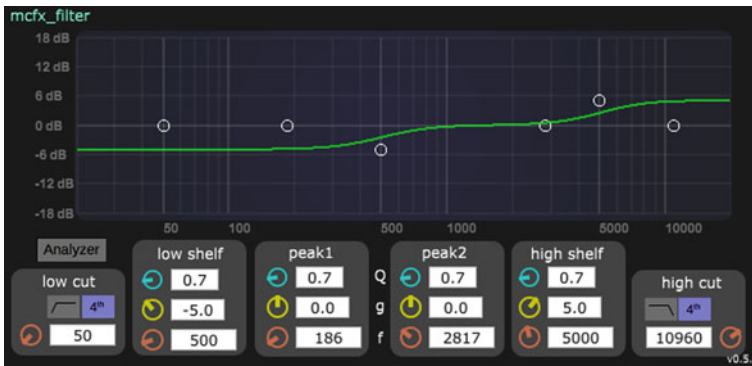 mcfx_filter
18 dB
12 dB
6 dB
0 dB
-6 dB
-12 dB
-18 dB
50 100 500 1000 5000 10000
Analyzer
low cut
4th
50
low shelf
0.7
-5.0
500
peak1
0.7
0.0
186
Q
g
f
peak2
0.7
0.0
2817
high shelf
0.7
5.0
5000
high cut
4th
10960
v0.5.